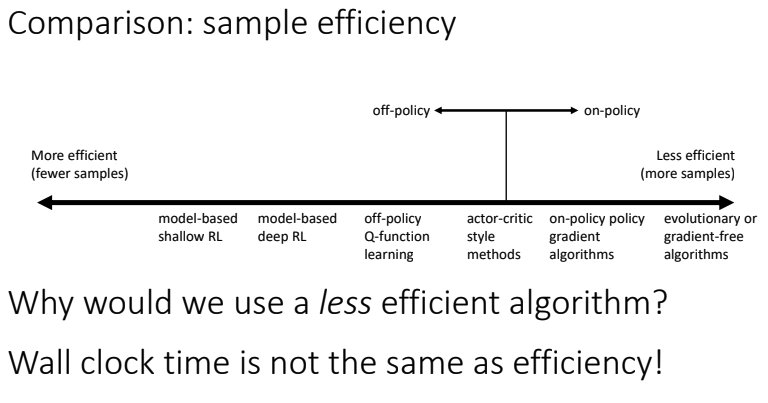 Comparison: sample efficiency
off-policy
on-policy
More efficient
(fewer samples)
Less efficient
(more samples)
model-based
shallow RL
model-based
deep RL
off-policy
Q-function
learning
actor-critic
style
methods
on-policy policy
gradient
algorithms
evolutionary or
gradient-free
algorithms
Why would we use a less efficient algorithm?
Wall clock time is not the same as efficiency!